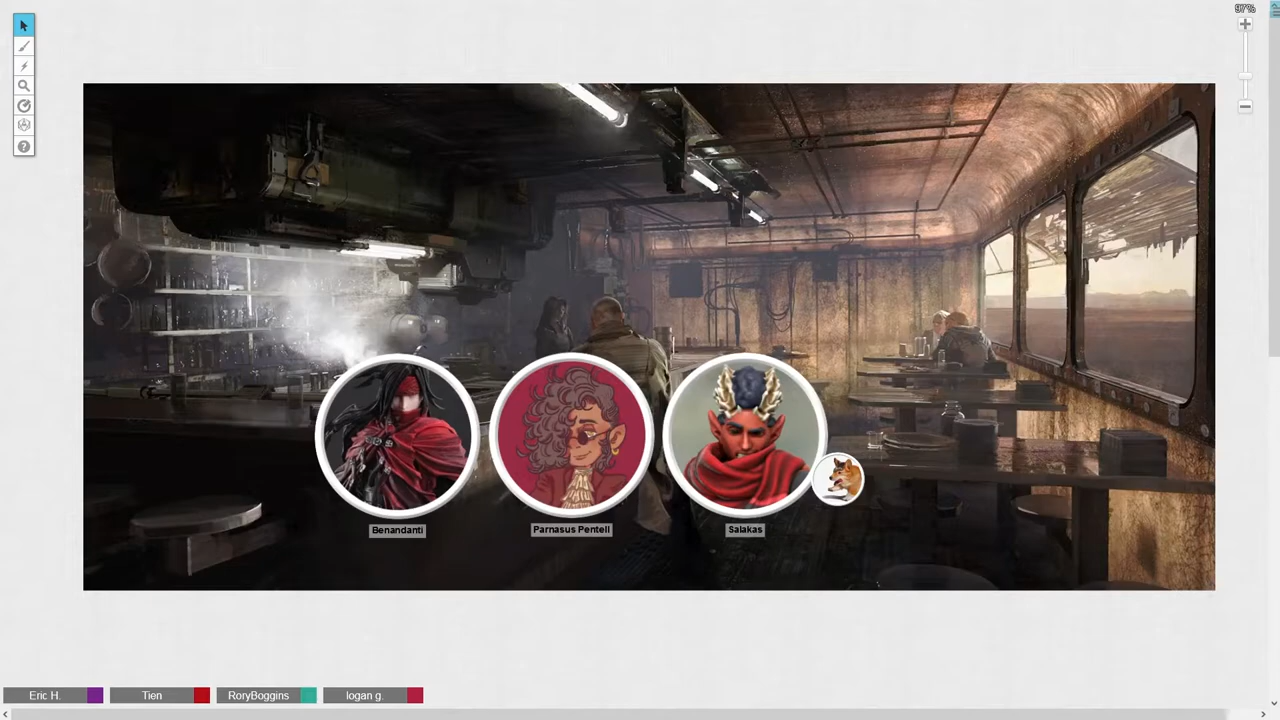 97%
Benandanti
Parnasus Pentell
Salakas
Eric H.
Tien
RoryBoggins
logan g.